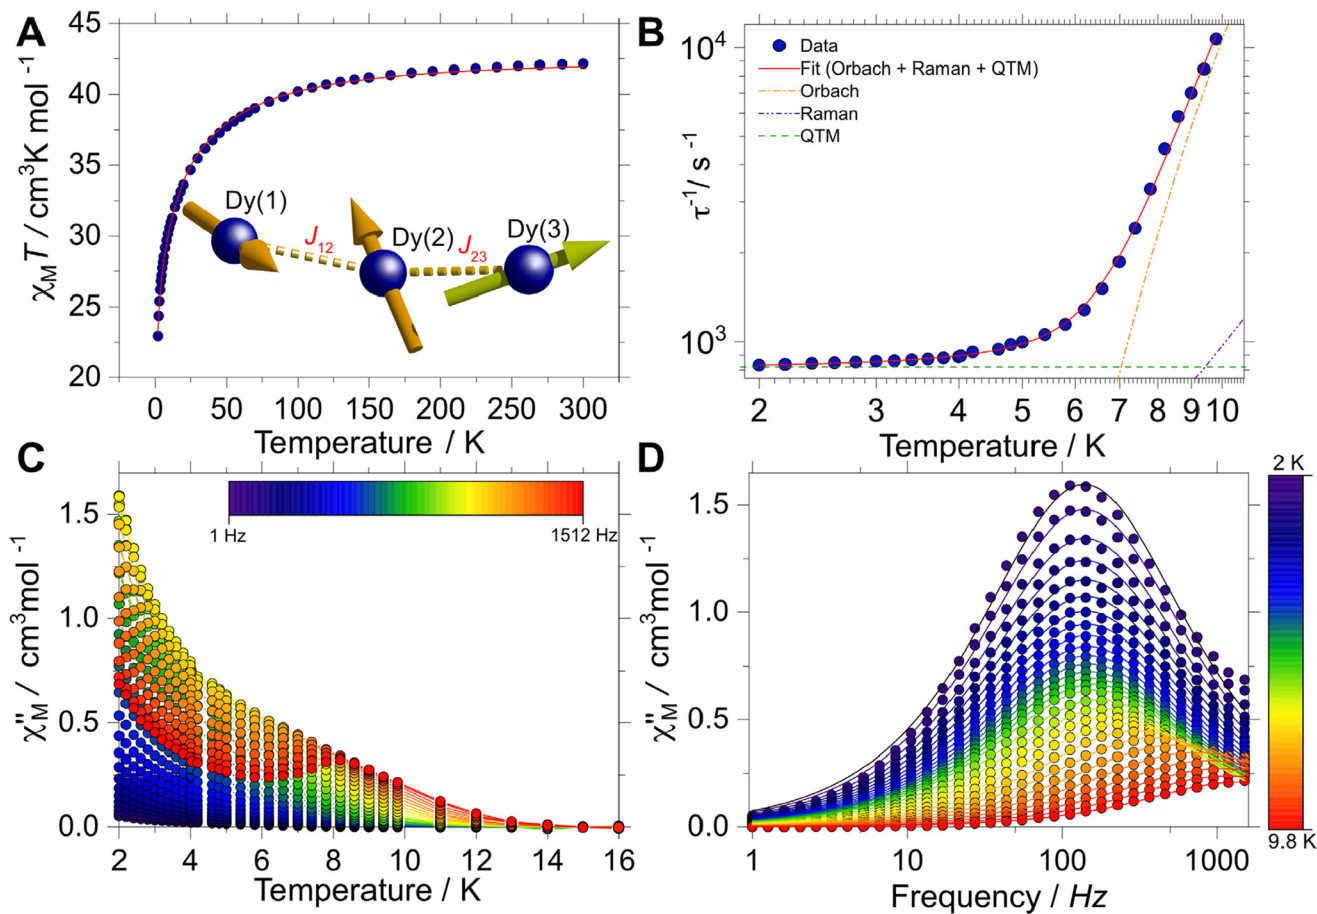 A
45
40
35
30
25
20
χMT / cm³K mol⁻¹
Dy(1)
J12
Dy(2)
J23
Dy(3)
0 50 100 150 200 250 300
Temperature / K
B
10⁴
10³
τ⁻¹/ s⁻¹
Data
Fit (Orbach + Raman + QTM)
Orbach
Raman
QTM
2 3 4 5 6 7 8 9 10
Temperature / K
C
1.5
1.0
0.5
0.0
χ''M / cm³mol⁻¹
1 Hz 1512 Hz
2 4 6 8 10 12 14 16
Temperature / K
D
1.5
1.0
0.5
0.0
χ''M / cm³mol⁻¹
1 10 100 1000
Frequency / Hz
2 K
9.8 K